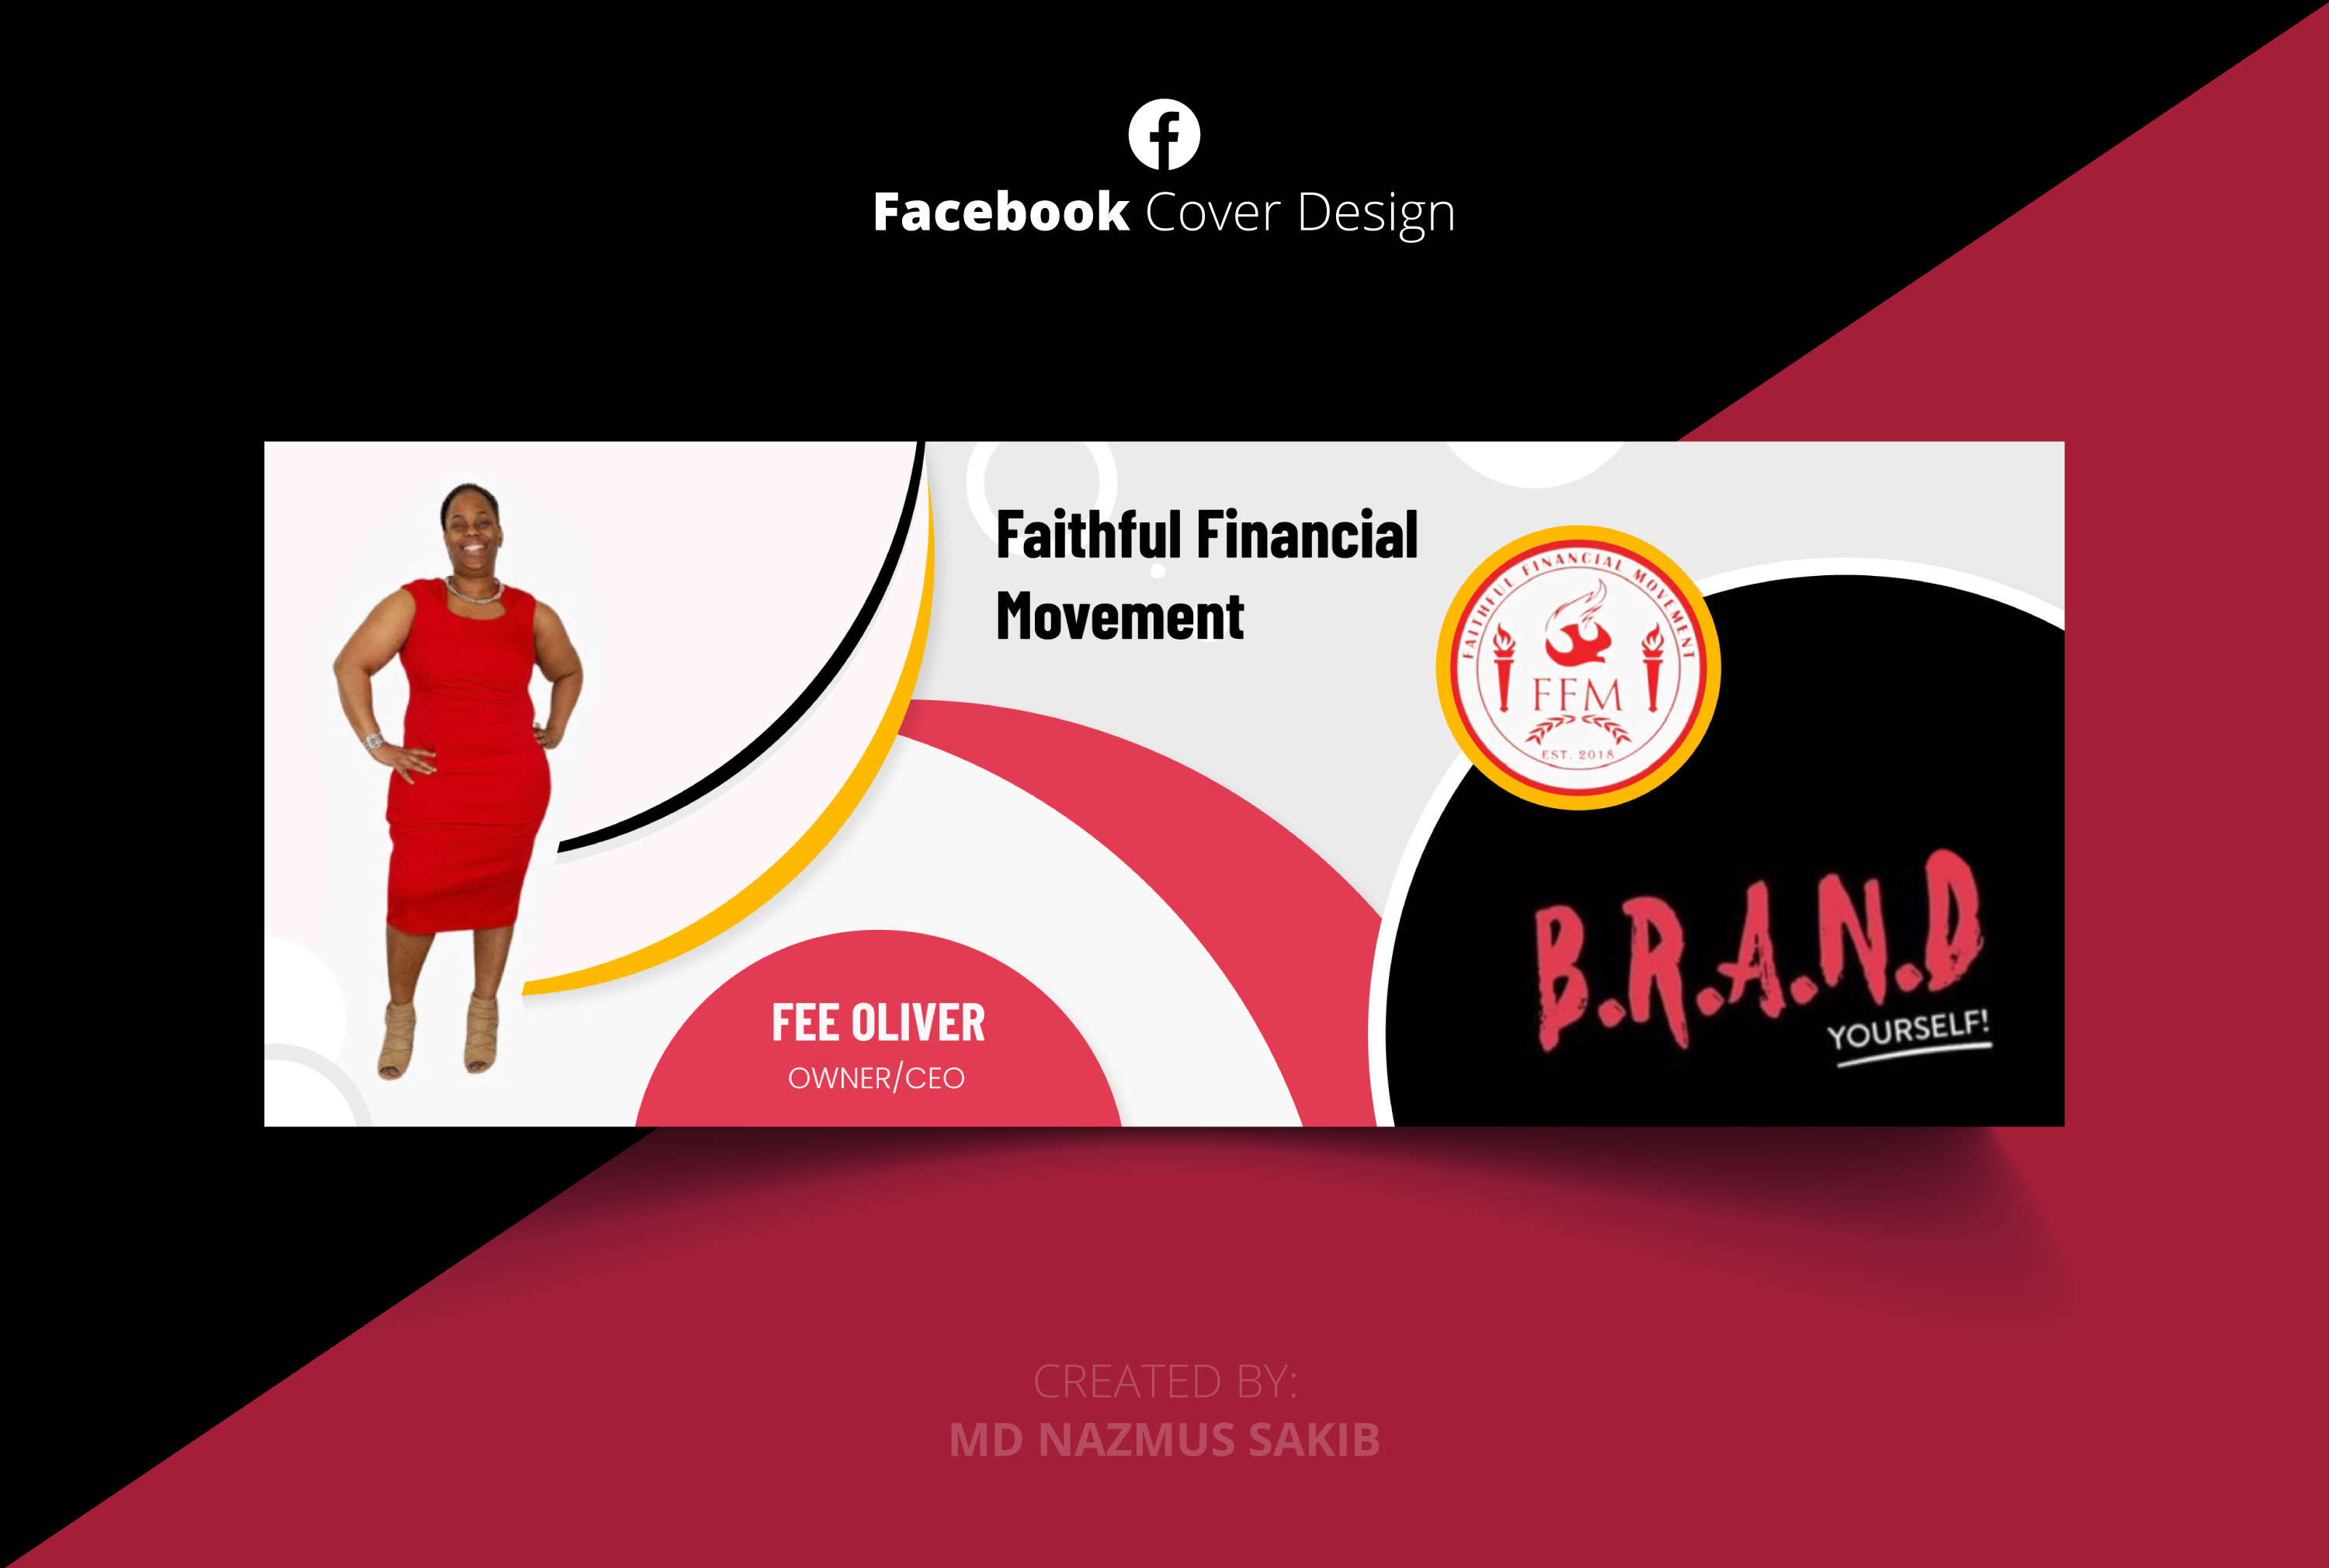 Facebook Cover Design
Faithful Financial
Movement
FAITHFUL FINANCIAL MOVEMENT
FFM
EST. 2018
B.R.A.N.D
YOURSELF!
FEE OLIVER
OWNER/CEO
CREATED BY:
MD NAZMUS SAKIB